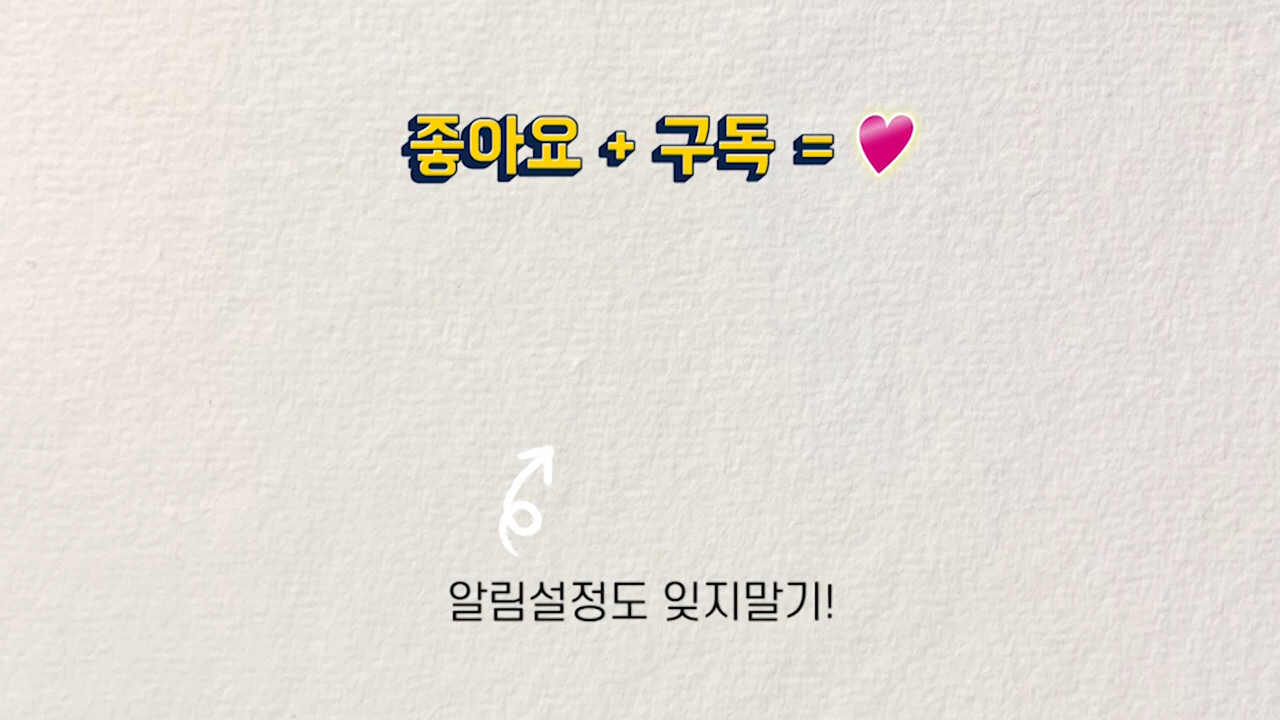 좋아요 + 구독 = 🩷
알림설정도 잊지말기!